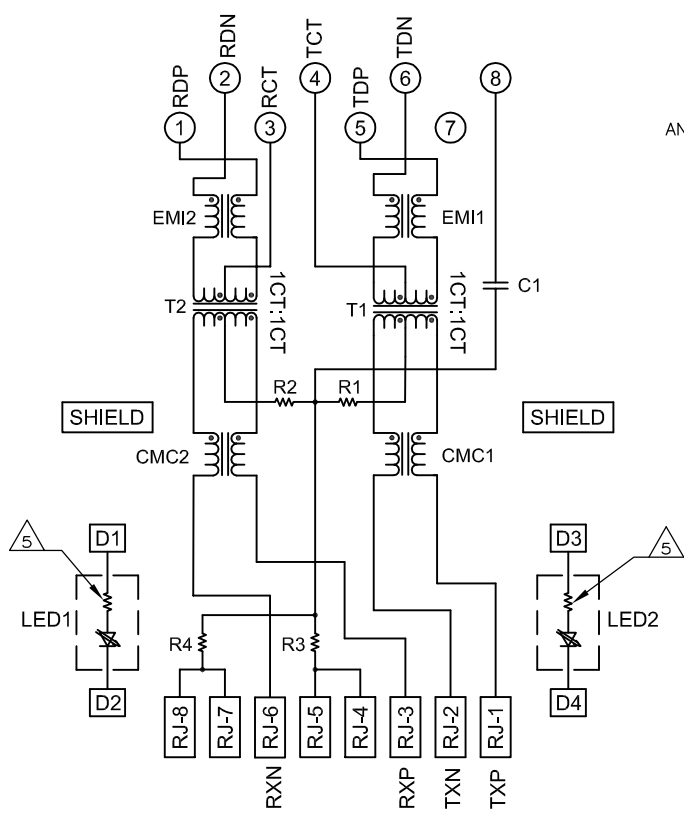 RDP
RDN
RCT
TCT
TDP
TDN
1
2
3
4
5
6
7
8
AN
EMI2
EMI1
T2
1CT:1CT
T1
1CT:1CT
C1
R2
R1
SHIELD
SHIELD
CMC2
CMC1
5
D1
LED1
D2
5
D3
LED2
D4
R4
R3
RJ-8
RJ-7
RJ-6
RJ-5
RJ-4
RJ-3
RJ-2
RJ-1
RXN
RXP
TXN
TXP